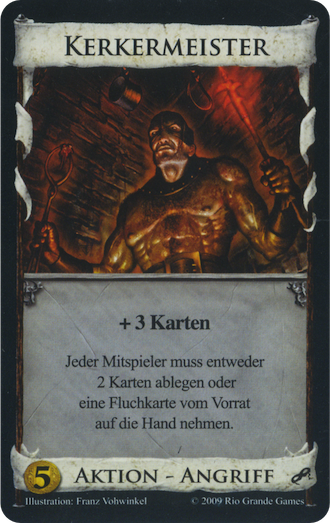 Kerkermeister
+ 3 Karten
Jeder Mitspieler muss entweder
2 Karten ablegen oder
eine Fluchkarte vom Vorrat
auf die Hand nehmen.
5 Aktion - Angriff
Illustration: Franz Vohwinkel © 2009 Rio Grande Games